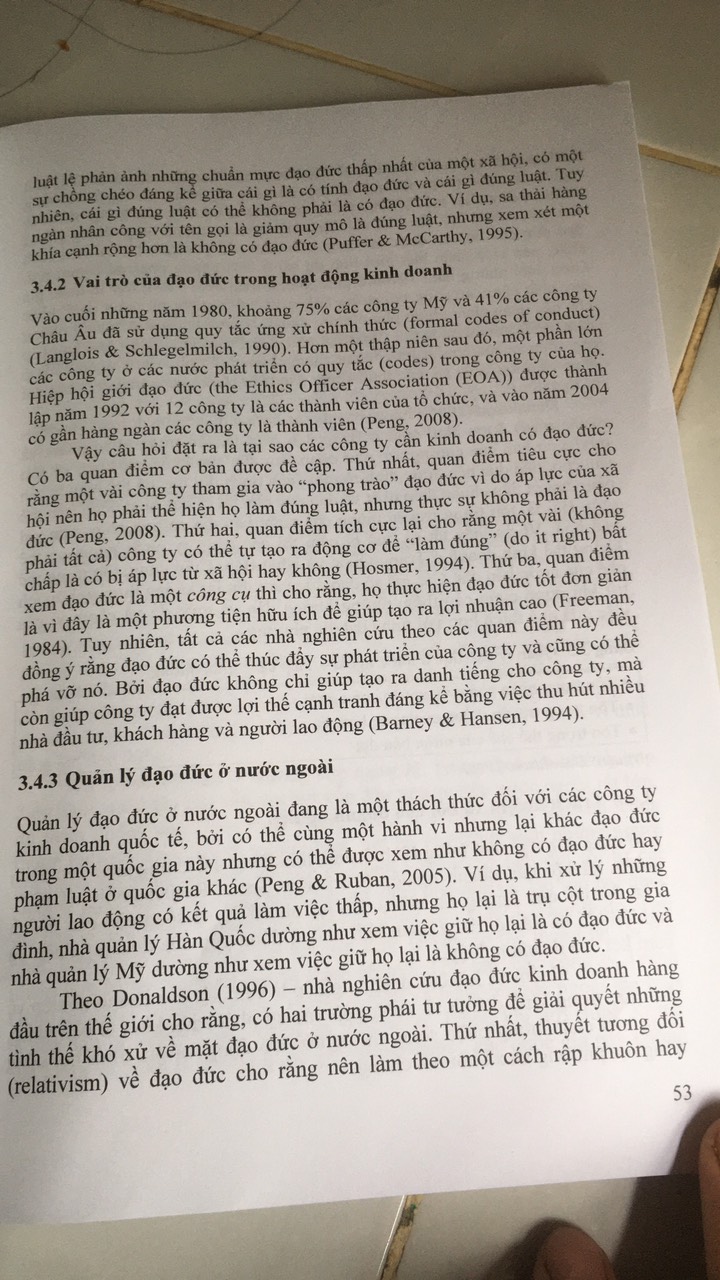 luật lệ phản ảnh những chuẩn mực đạo đức thấp nhất của một xã hội, có một
sự chồng chéo đáng kể giữa cái gì là có tính đạo đức và cái gì đúng luật. Tuy
nhiên, cái gì đúng luật có thể không phải là có đạo đức. Ví dụ, sa thải hàng
ngàn nhân công với tên gọi là giảm quy mô là đúng luật, nhưng xem xét một
khía cạnh rộng hơn là không có đạo đức (Puffer & McCarthy, 1995).
3.4.2 Vai trò của đạo đức trong hoạt động kinh doanh
Vào cuối những năm 1980, khoảng 75% các công ty Mỹ và 41% các công ty
Châu Âu đã sử dụng quy tắc ứng xử chính thức (formal codes of conduct)
(Langlois & Schlegelmilch, 1990). Hơn một thập niên sau đó, một phần lớn
các công ty ở các nước phát triển có quy tắc (codes) trong công ty của họ.
Hiệp hội giới đạo đức (the Ethics Officer Association (EOA)) được thành
lập năm 1992 với 12 công ty là các thành viên của tổ chức, và vào năm 2004
có gần hàng ngàn các công ty là thành viên (Peng, 2008).
Vậy câu hỏi đặt ra là tại sao các công ty cần kinh doanh có đạo đức?
Có ba quan điểm cơ bản được đề cập. Thứ nhất, quan điểm tiêu cực cho
rằng một vài công ty tham gia vào “phong trào” đạo đức vì do áp lực của xã
hội nên họ phải thể hiện họ làm đúng luật, nhưng thực sự không phải là đạo
đức (Peng, 2008). Thứ hai, quan điểm tích cực lại cho rằng một vài (không
phải tất cả) công ty có thể tự tạo ra động cơ để “làm đúng” (do it right) bất
chấp là có bị áp lực từ xã hội hay không (Hosmer, 1994). Thứ ba, quan điểm
xem đạo đức là một công cụ thì cho rằng, họ thực hiện đạo đức tốt đơn giản
là vì đây là một phương tiện hữu ích để giúp tạo ra lợi nhuận cao (Freeman,
1984). Tuy nhiên, tất cả các nhà nghiên cứu theo các quan điểm này đều
đồng ý rằng đạo đức có thể thúc đẩy sự phát triển của công ty và cũng có thể
phá vỡ nó. Bởi đạo đức không chỉ giúp tạo ra danh tiếng cho công ty, mà
còn giúp công ty đạt được lợi thế cạnh tranh đáng kể bằng việc thu hút nhiều
nhà đầu tư, khách hàng và người lao động (Barney & Hansen, 1994).
3.4.3 Quản lý đạo đức ở nước ngoài
Quản lý đạo đức ở nước ngoài đang là một thách thức đối với các công ty
kinh doanh quốc tế, bởi có thể cùng một hành vi nhưng lại khác đạo đức
trong một quốc gia này nhưng có thể được xem như không có đạo đức hay
phạm luật ở quốc gia khác (Peng & Ruban, 2005). Ví dụ, khi xử lý những
người lao động có kết quả làm việc thấp, nhưng họ lại là trụ cột trong gia
đình, nhà quản lý Hàn Quốc dường như xem việc giữ họ lại là có đạo đức và
nhà quản lý Mỹ dường như xem việc giữ họ lại là không có đạo đức.
Theo Donaldson (1996) – nhà nghiên cứu đạo đức kinh doanh hàng
đầu trên thế giới cho rằng, có hai trường phái tư tưởng để giải quyết những
tình thế khó xử về mặt đạo đức ở nước ngoài. Thứ nhất, thuyết tương đối
(relativism) về đạo đức cho rằng nên làm theo một cách rập khuôn hay
53